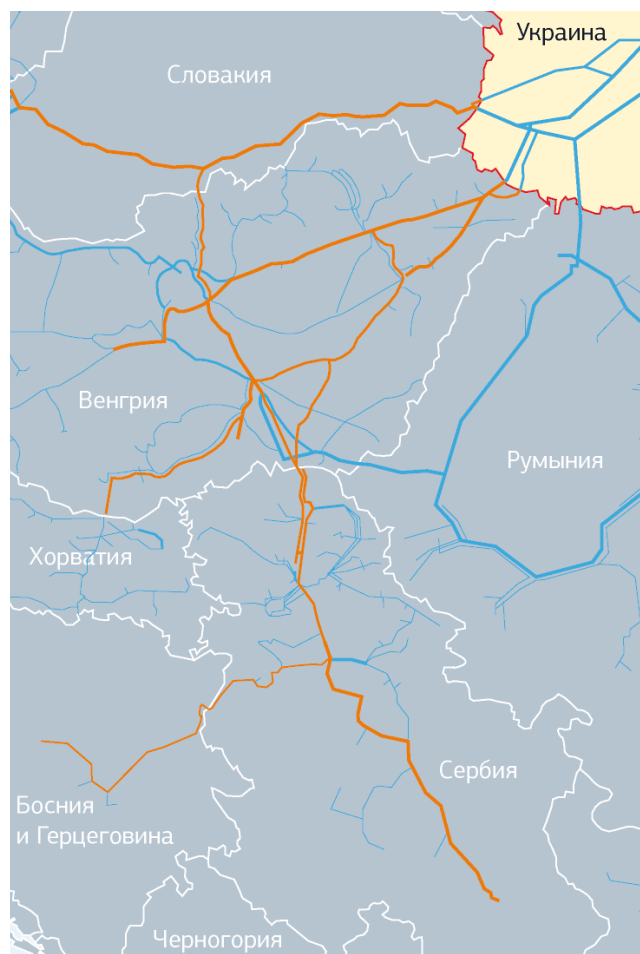 Украина
Словакия
Венгрия
Румыния
Хорватия
Сербия
Босния
и Герцеговина
Черногория